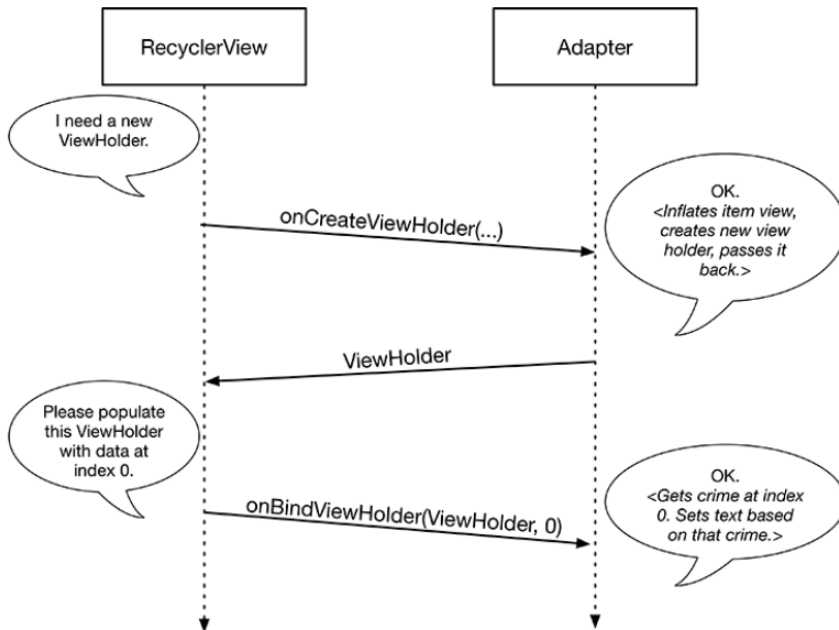 RecyclerView
Adapter
I need a new
ViewHolder.
onCreateViewHolder(...)
OK.
<Inflates item view,
creates new view
holder, passes it
back.>
ViewHolder
Please populate
this ViewHolder
with data at
index 0.
onBindViewHolder(ViewHolder, 0)
OK.
<Gets crime at index
0. Sets text based
on that crime.>